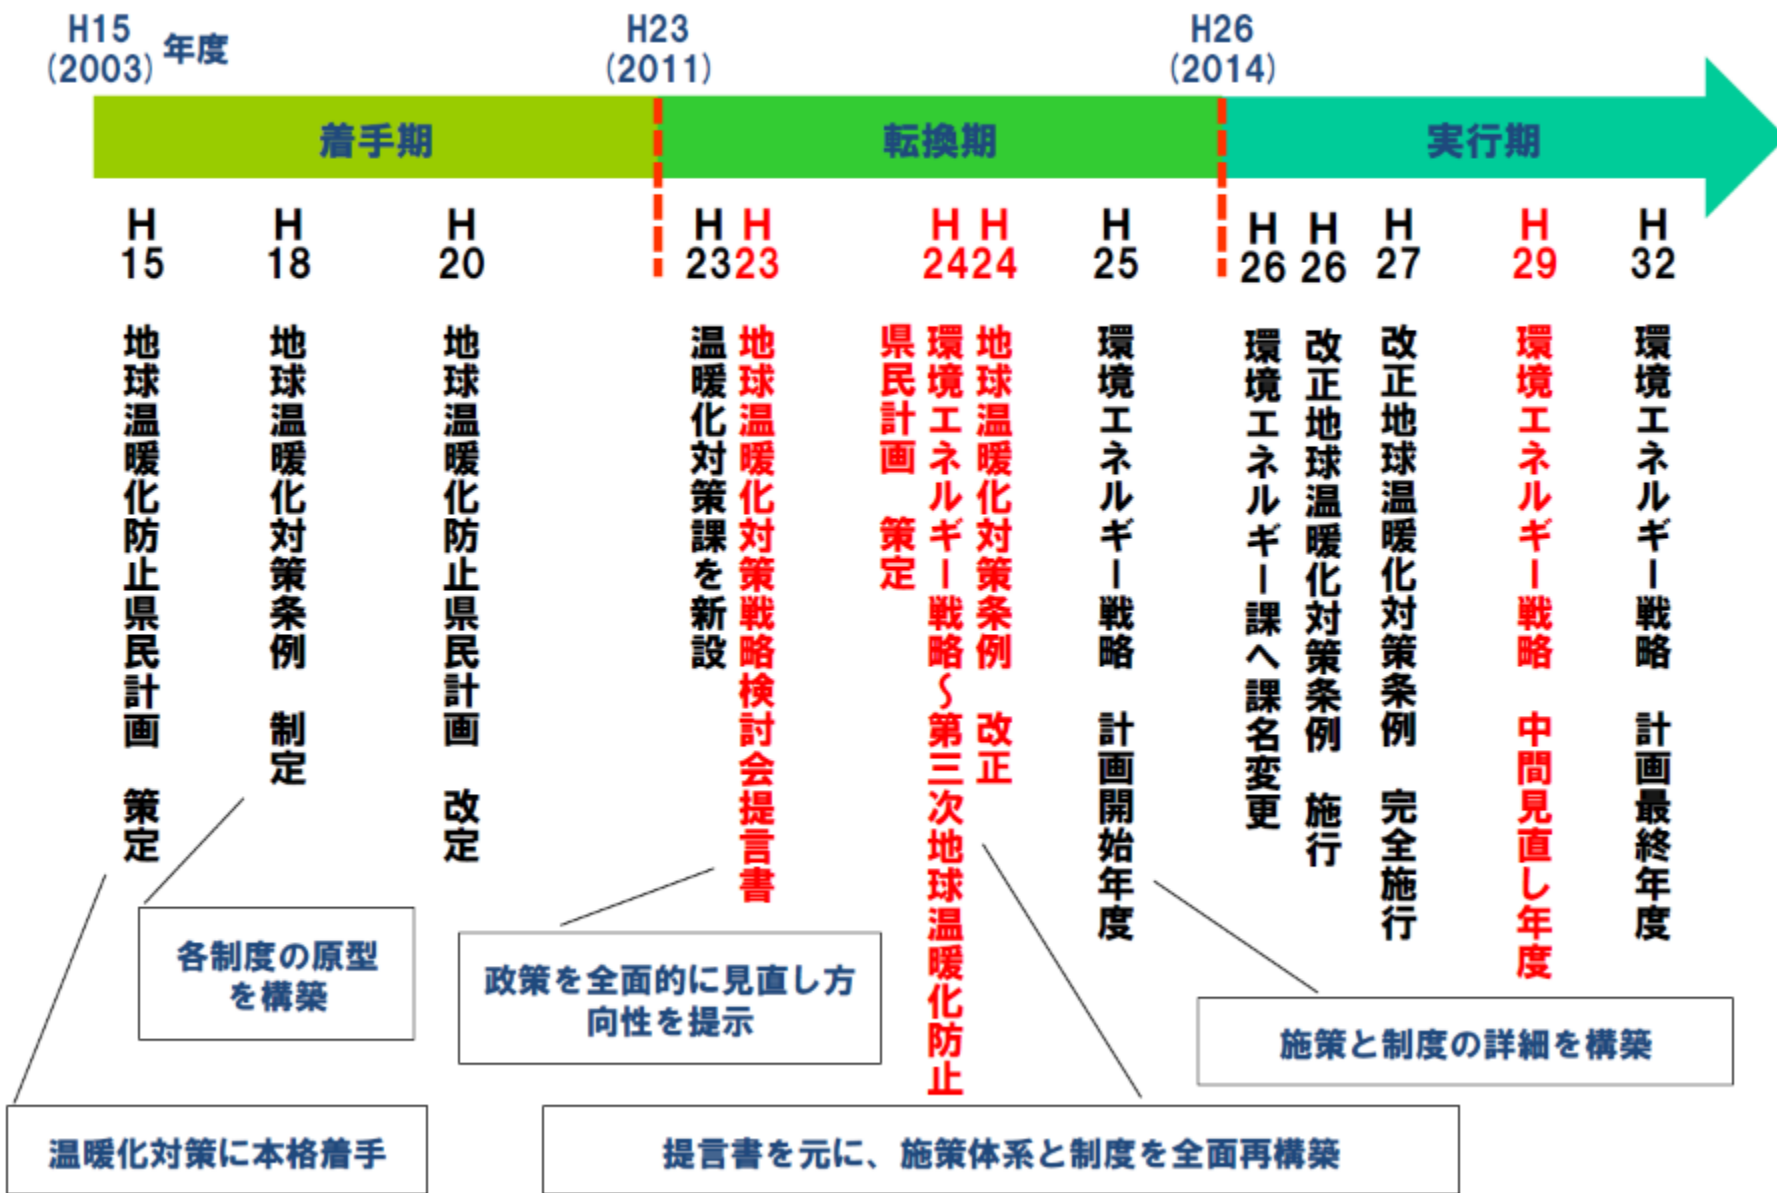 H15
(2003)
年度
H23
(2011)
H26
(2014)
着手期
転換期
実行期
H
15
地球温暖化防止県民計画 策定
H
18
地球温暖化対策条例 制定
H
20
地球温暖化防止県民計画 改定
H
23
温暖化対策課を新設
H
23
地球温暖化対策戦略検討会提言書
H
24
環境エネルギー戦略～第三次地球温暖化防止
県民計画 策定
H
24
地球温暖化対策条例 改正
H
25
環境エネルギー戦略 計画開始年度
H
26
環境エネルギー課へ課名変更
H
26
改正地球温暖化対策条例 施行
H
27
改正地球温暖化対策条例 完全施行
H
29
環境エネルギー戦略 中間見直し年度
H
32
環境エネルギー戦略 計画最終年度
各制度の原型
を構築
政策を全面的に見直し方
向性を提示
施策と制度の詳細を構築
温暖化対策に本格着手
提言書を元に、施策体系と制度を全面再構築